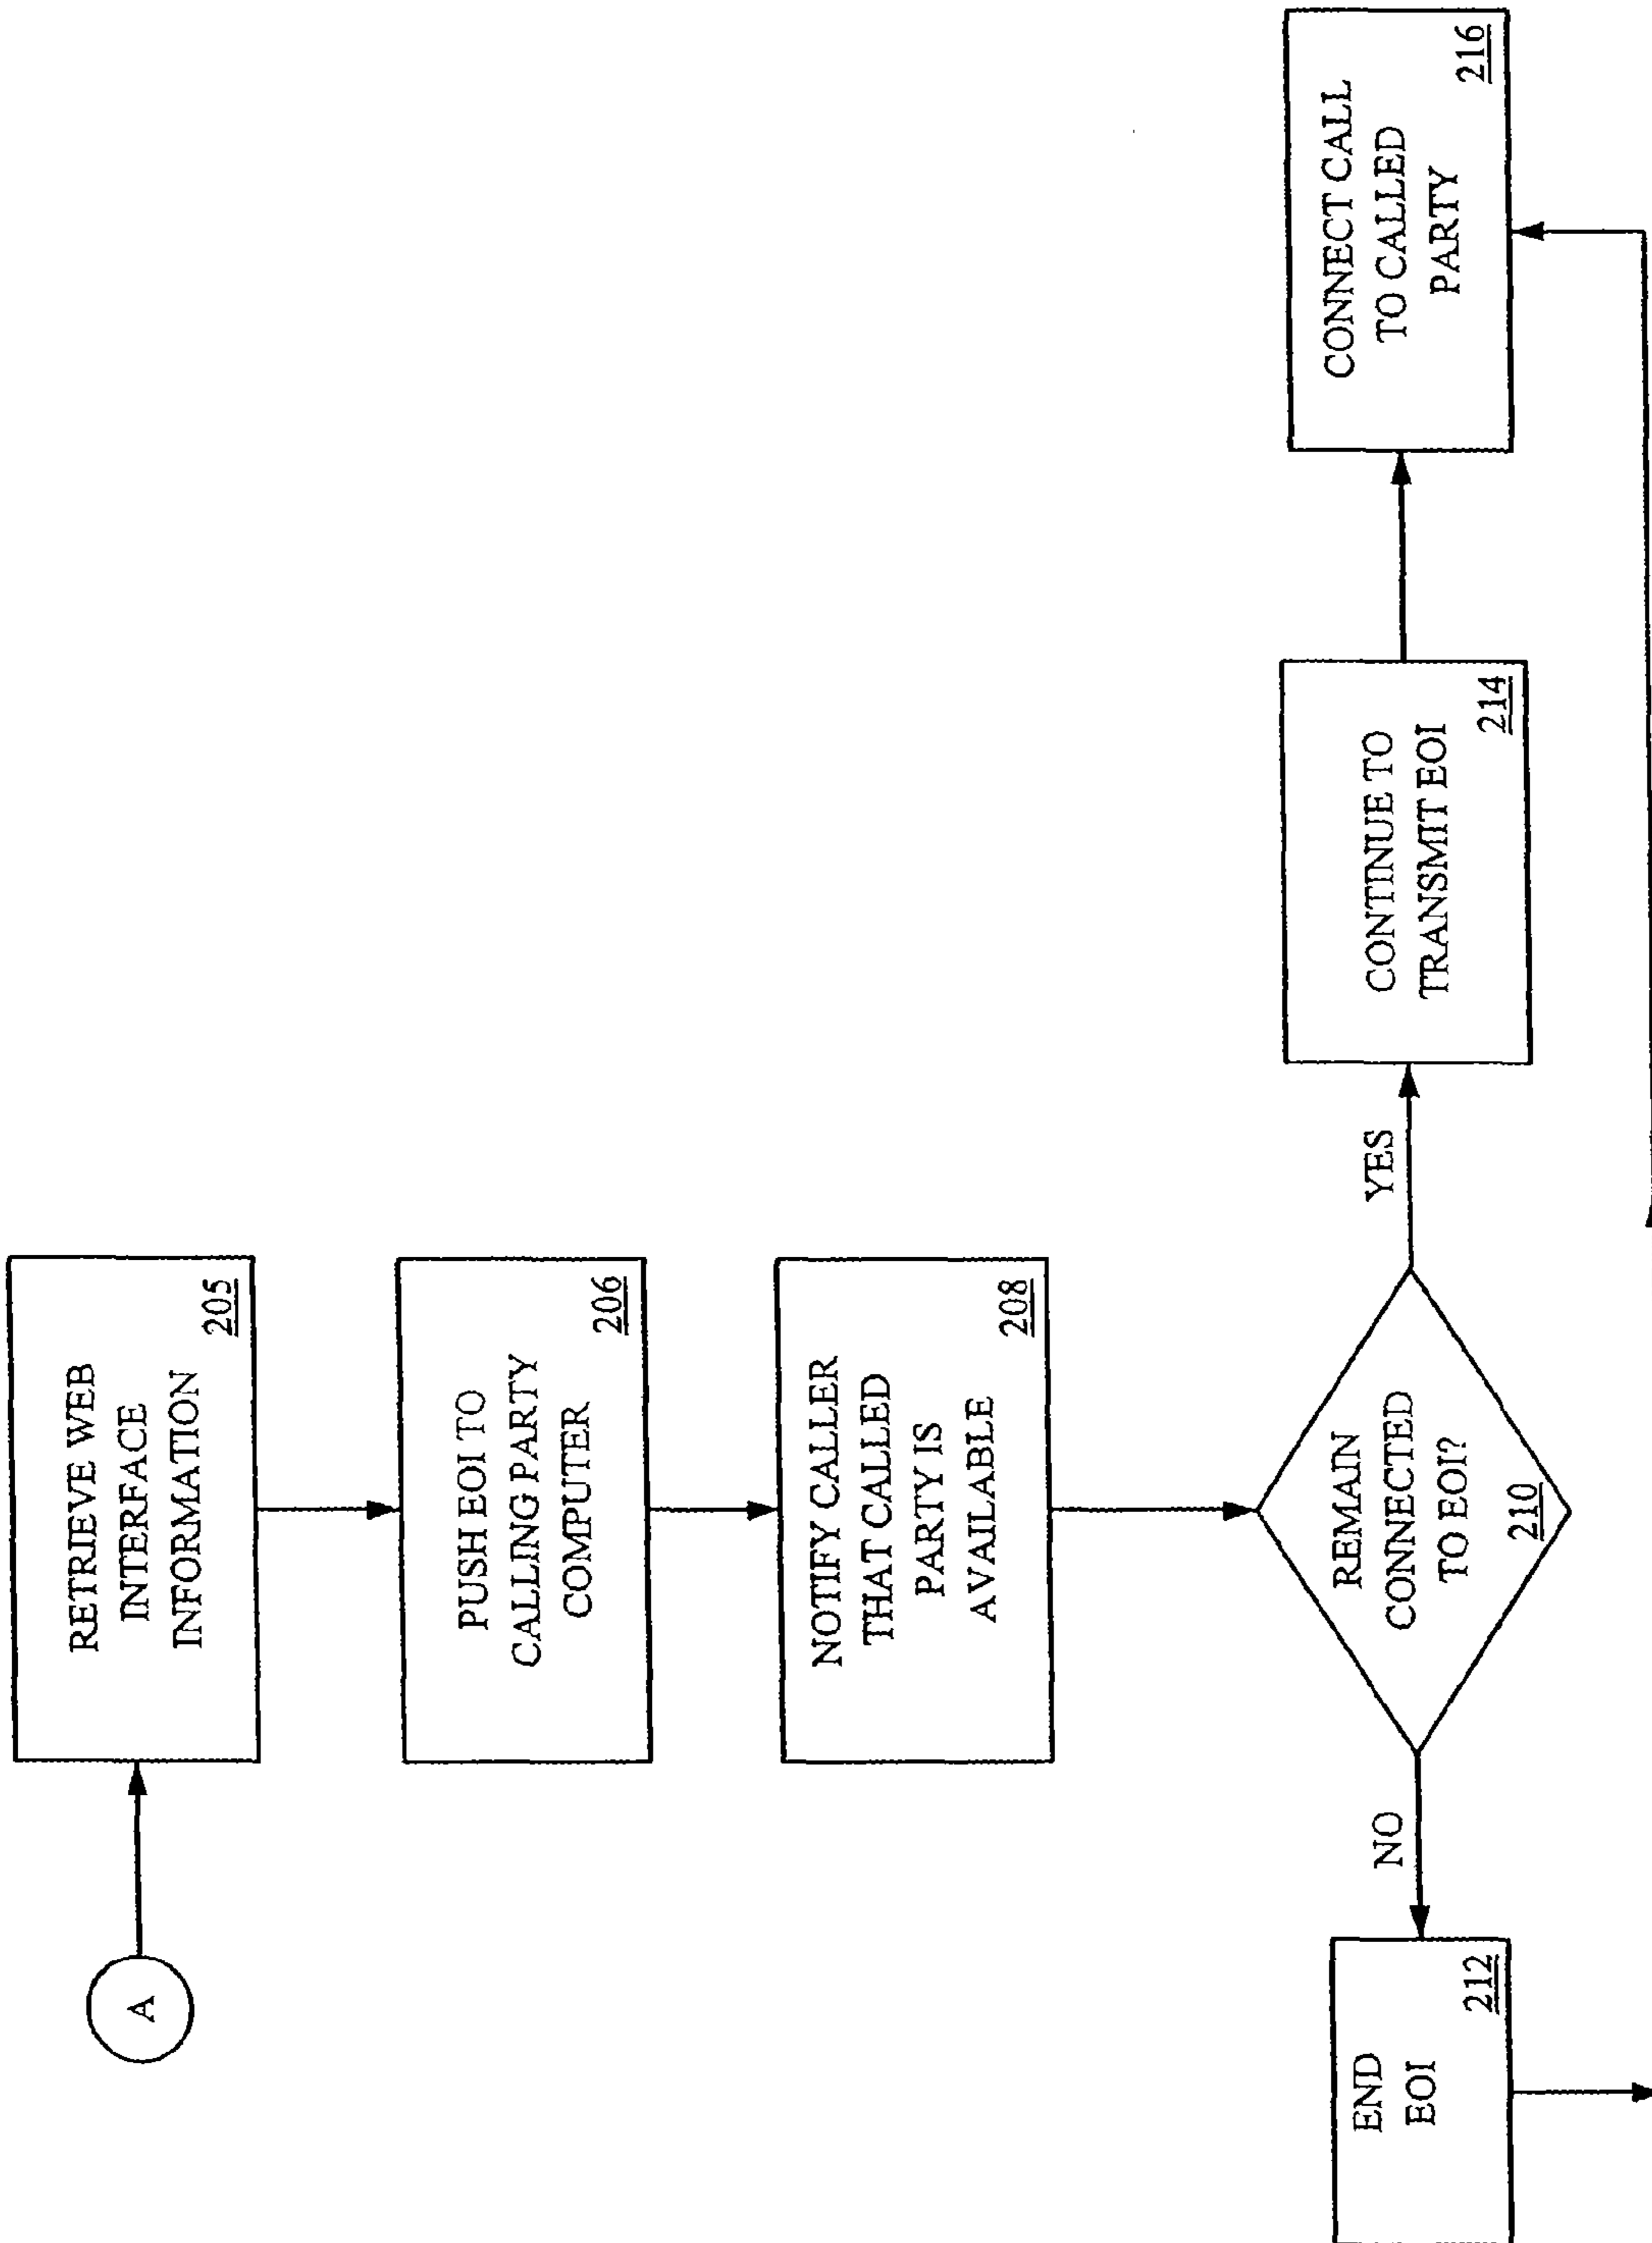 A
RETRIEVE WEB
INTERFACE
INFORMATION
205
PUSH EOI TO
CALLING PARTY
COMPUTER
206
NOTIFY CALLER
THAT CALLED
PARTY IS
AVAILABLE
208
REMAIN
CONNECTED
TO EOI?
210
NO
YES
END
EOI
212
CONTINUE TO
TRANSMIT EOI
214
CONNECT CALL
TO CALLED
PARTY
216